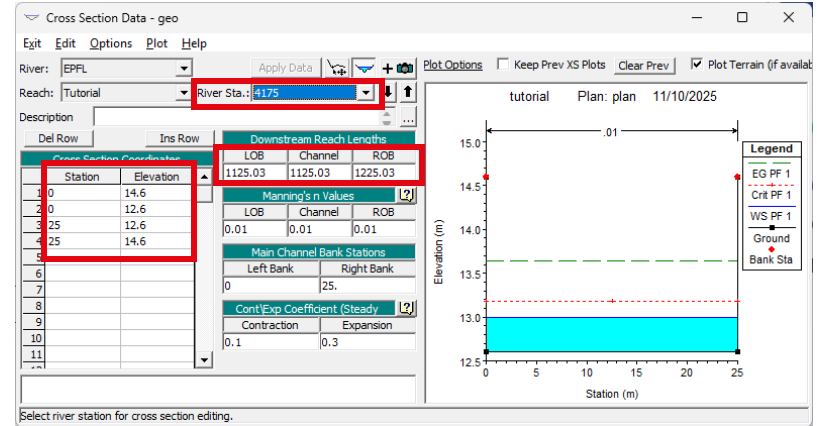 Cross Section Data - geo
Exit Edit Options Plot Help
River: EPFL Apply Data + Plot Options Keep Prev XS Plots Clear Prev Plot Terrain (if availab
Reach: Tutorial River Sta.: 4175
Description ...
Del Row Ins Row
Cross Section Coordinates
Station Elevation
1 0 14.6
2 0 12.6
3 25 12.6
4 25 14.6
5
6
7
8
9
10
11
Downstream Reach Lengths
LOB Channel ROB
1125.03 1125.03 1225.03
Manning's n Values
LOB Channel ROB
0.01 0.01 0.01
Main Channel Bank Stations
Left Bank Right Bank
0 25.
Cont\Exp Coefficient (Steady
Contraction Expansion
0.1 0.3
tutorial Plan: plan 11/10/2025
.01
15.0
14.5
14.0
13.5
13.0
12.5
Elevation (m)
0 5 10 15 20 25
Station (m)
Legend
EG PF 1
Crit PF 1
WS PF 1
Ground
Bank Sta
Select river station for cross section editing.